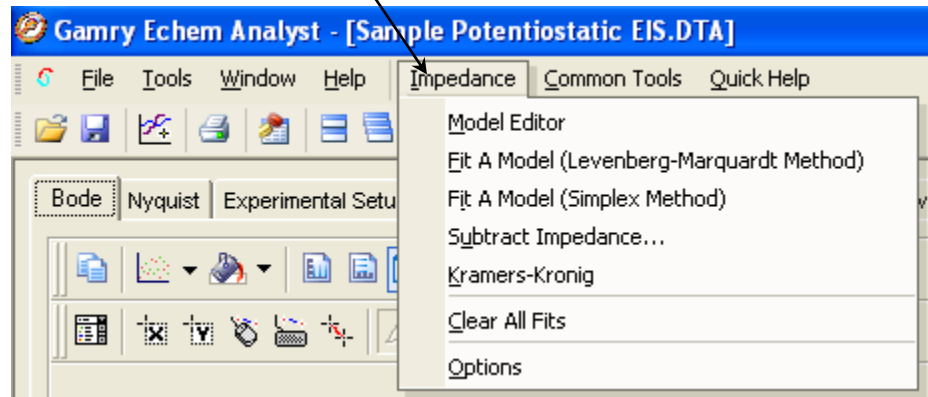 Gamry Echem Analyst - [Sample Potentiostatic EIS.DTA]
File Tools Window Help Impedance Common Tools Quick Help
Model Editor
Fit A Model (Levenberg-Marquardt Method)
Fit A Model (Simplex Method)
Subtract Impedance...
Kramers-Kronig
Clear All Fits
Options
Bode Nyquist Experimental Setu